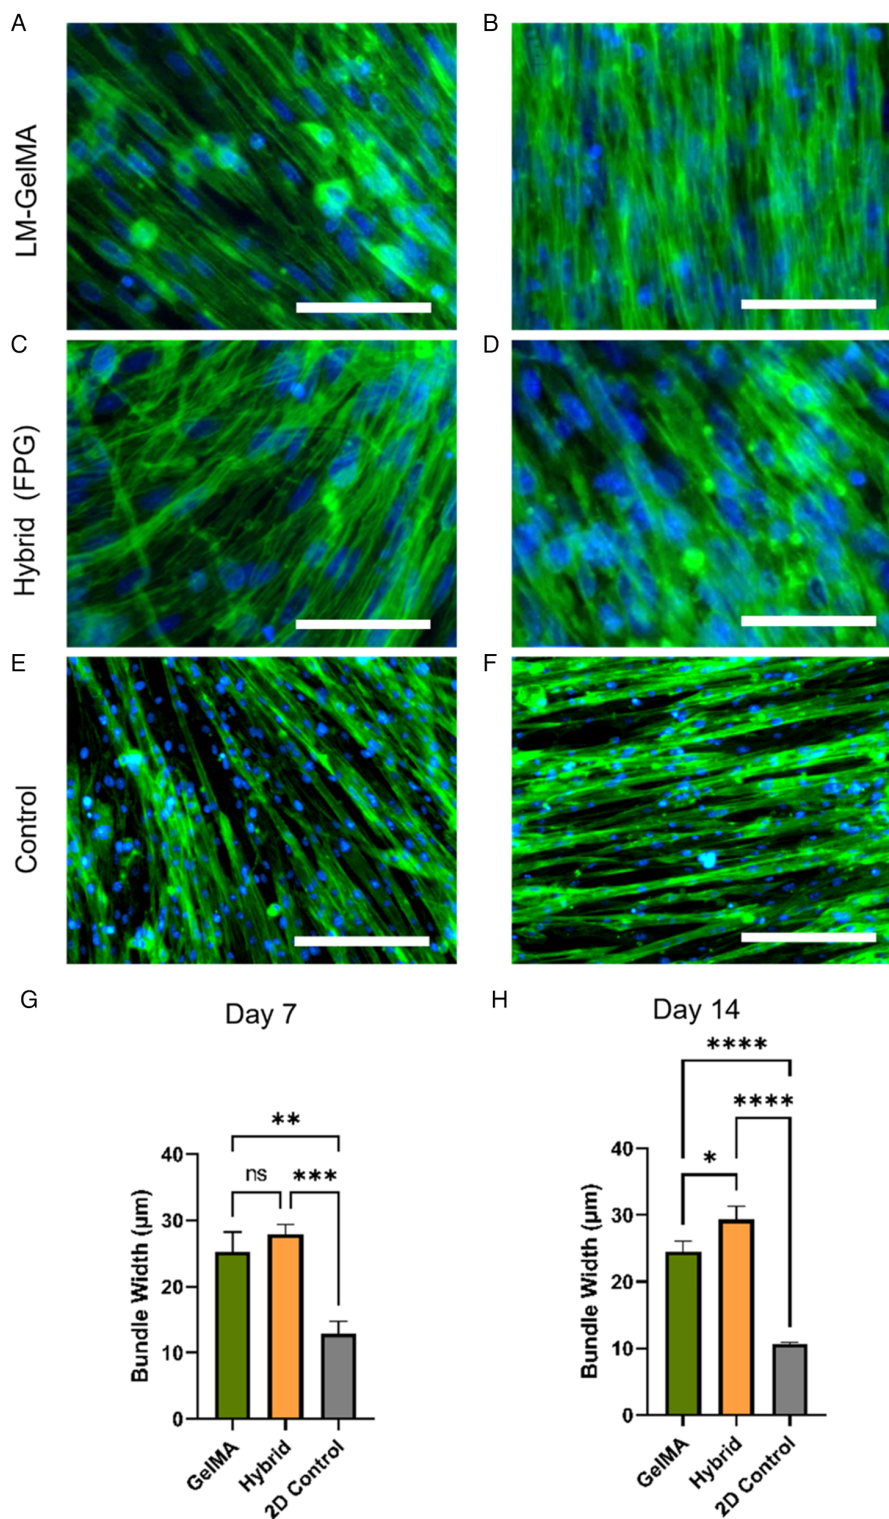 A
B
LM-GelMA
C
D
Hybrid (FPG)
E
F
Control
G
Day 7
**
ns
***
40
30
20
10
0
Bundle Width (µm)
GelMA
Hybrid
2D Control
H
Day 14
****
****
*
40
30
20
10
0
Bundle Width (µm)
GelMA
Hybrid
2D Control